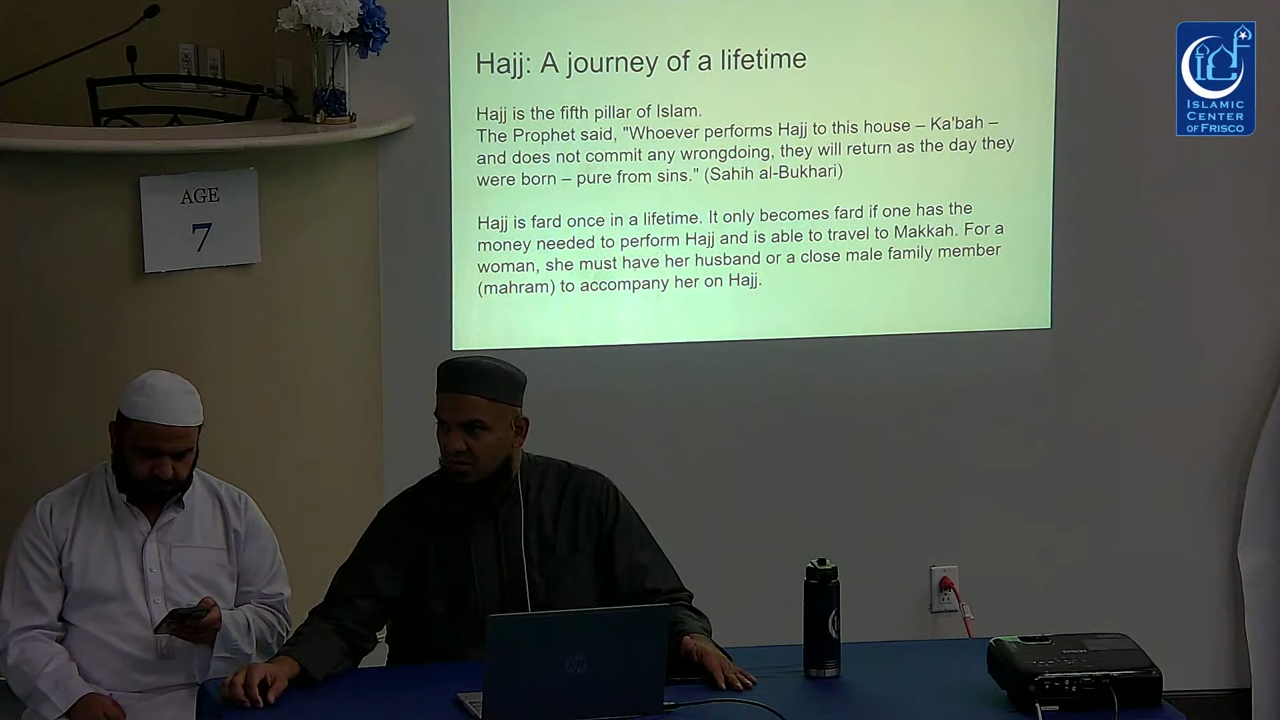 Hajj: A journey of a lifetime
Hajj is the fifth pillar of Islam.
The Prophet said, "Whoever performs Hajj to this house – Ka'bah –
and does not commit any wrongdoing, they will return as the day they
were born – pure from sins." (Sahih al-Bukhari)
Hajj is fard once in a lifetime. It only becomes fard if one has the
money needed to perform Hajj and is able to travel to Makkah. For a
woman, she must have her husband or a close male family member
(mahram) to accompany her on Hajj.
ISLAMIC
CENTER
OF FRISCO
AGE
7
hp
EPSON